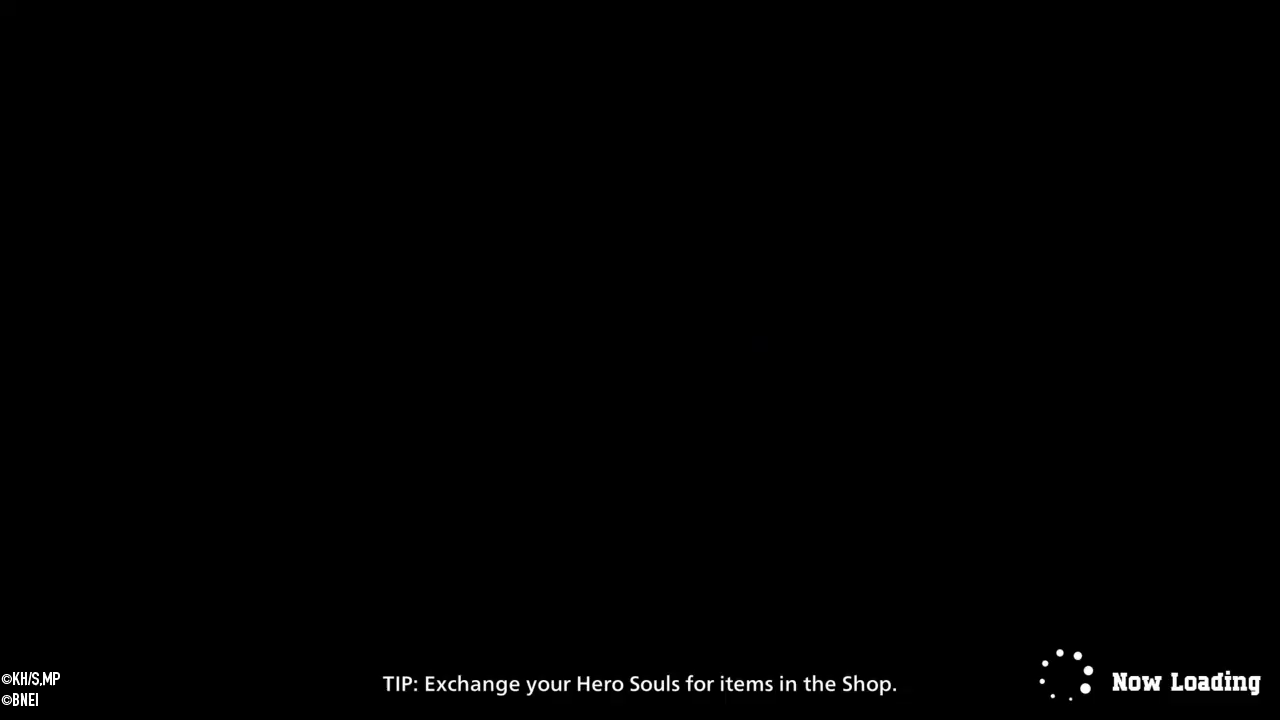 TIP: Exchange your Hero Souls for items in the Shop.
Now Loading
©KH/S,MP
©BNEI